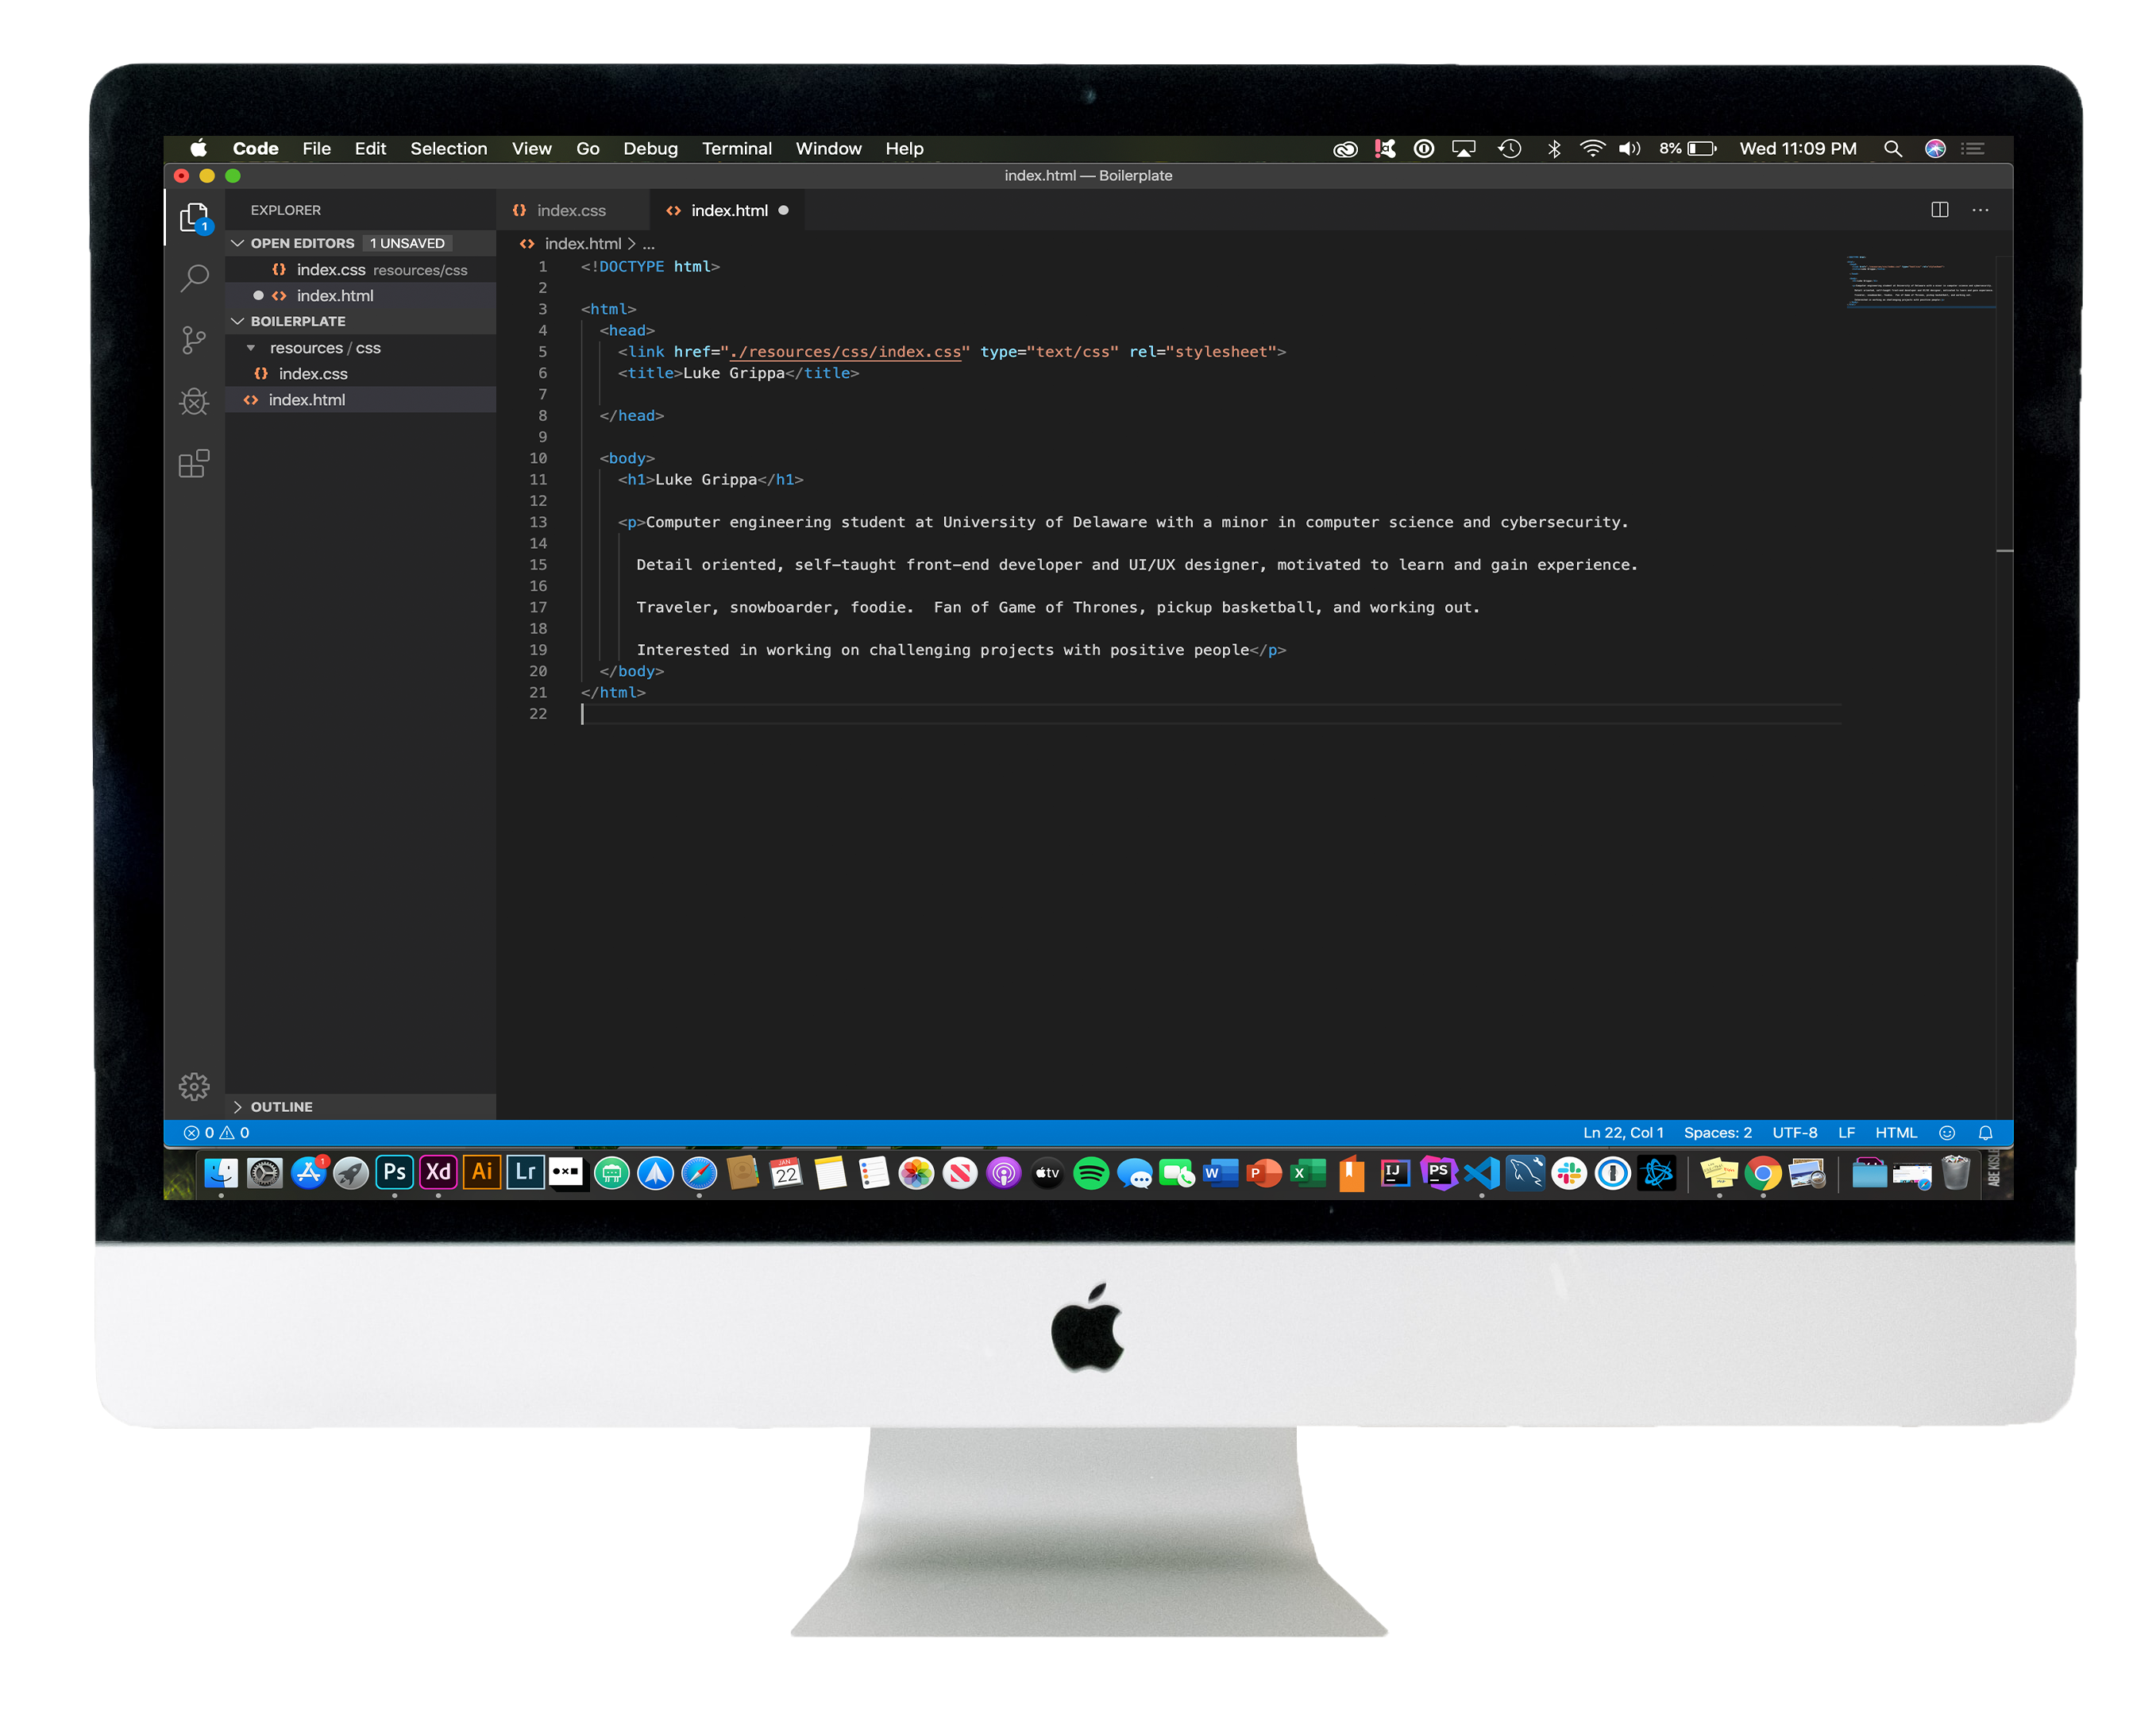 Code File Edit Selection View Go Debug Terminal Window Help 8% Wed 11:09 PM
index.html — Boilerplate
EXPLORER
OPEN EDITORS 1 UNSAVED
{} index.css resources/css
<> index.html
BOILERPLATE
resources / css
{} index.css
<> index.html
OUTLINE
{} index.css <> index.html
<> index.html > ...
1 <!DOCTYPE html>
2
3 <html>
4 <head>
5 <link href="./resources/css/index.css" type="text/css" rel="stylesheet">
6 <title>Luke Grippa</title>
7
8 </head>
9
10 <body>
11 <h1>Luke Grippa</h1>
12
13 <p>Computer engineering student at University of Delaware with a minor in computer science and cybersecurity.
14
15 Detail oriented, self-taught front-end developer and UI/UX designer, motivated to learn and gain experience.
16
17 Traveler, snowboarder, foodie.  Fan of Game of Thrones, pickup basketball, and working out.
18
19 Interested in working on challenging projects with positive people</p>
20 </body>
21 </html>
22
0 0 Ln 22, Col 1 Spaces: 2 UTF-8 LF HTML
1 Ps Xd Ai Lr JAN 22 tv W P X IJ PS